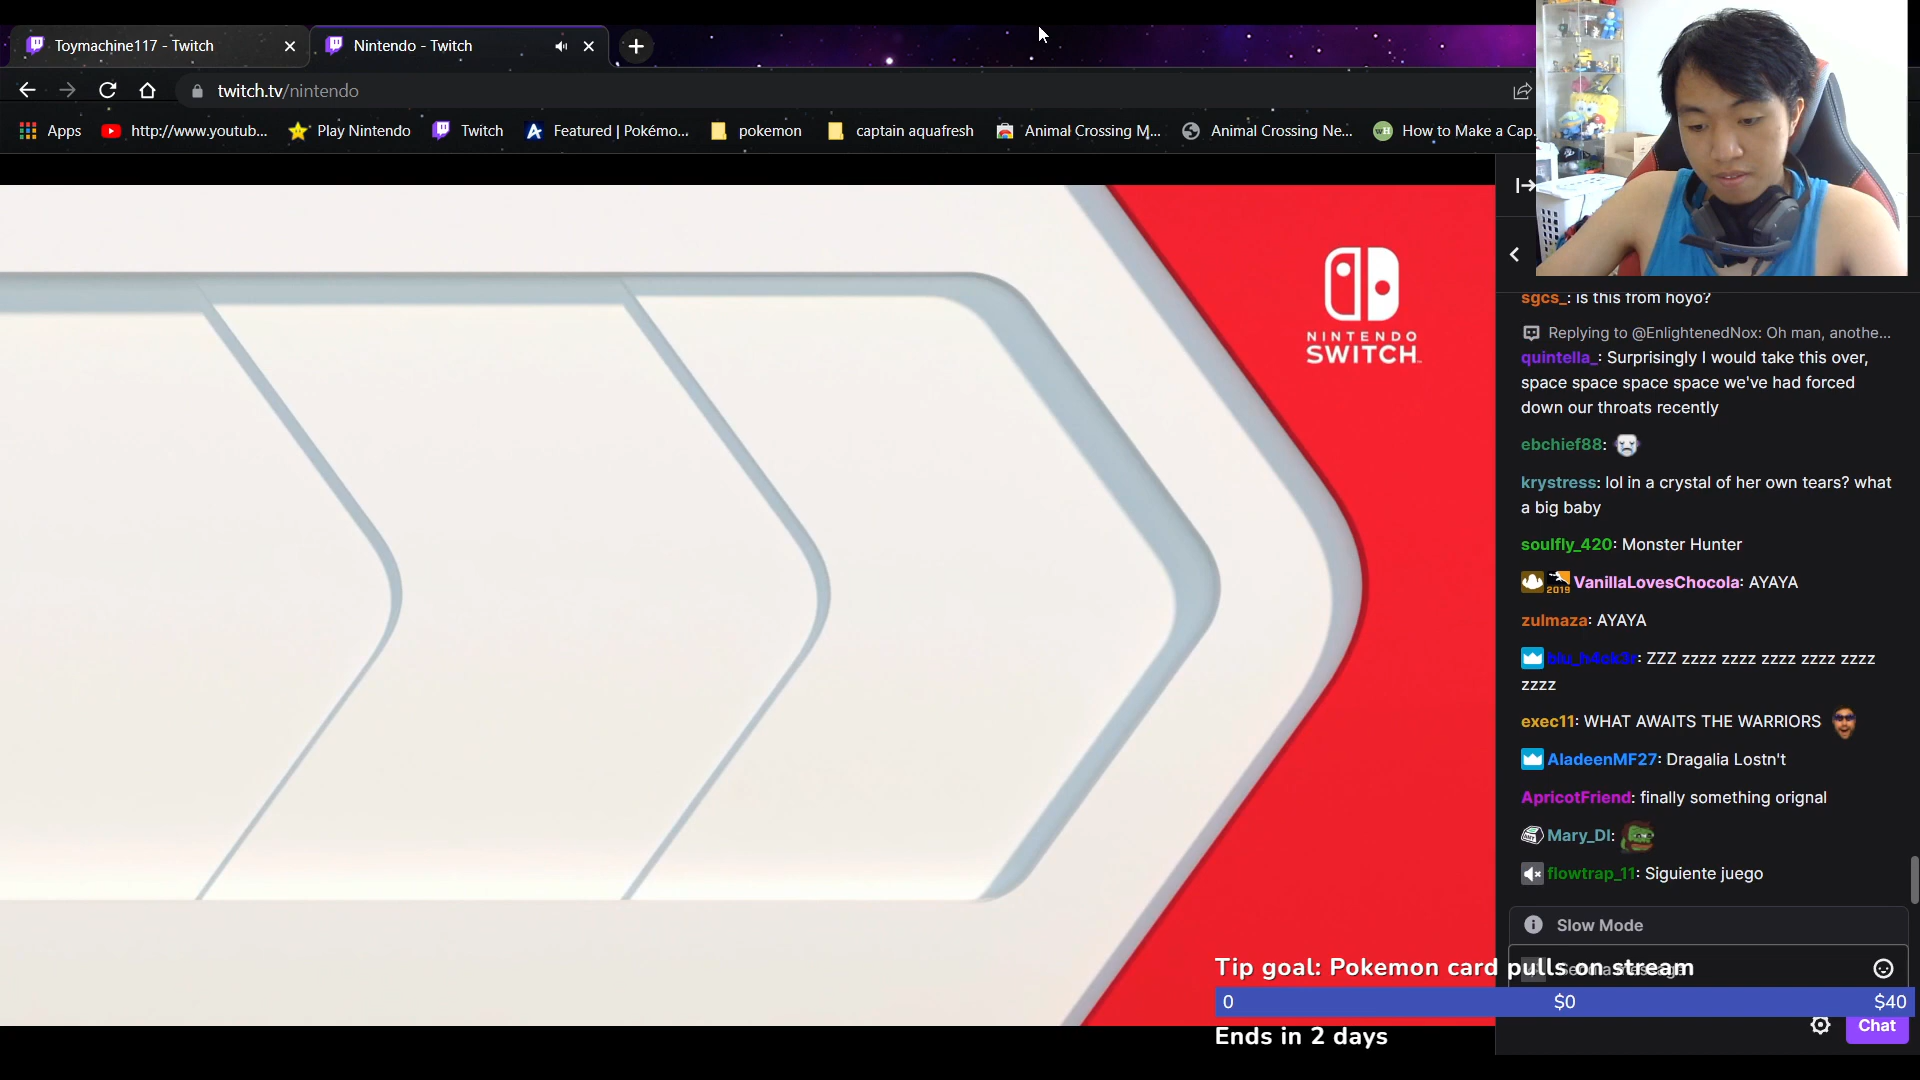 Toymachine117 - Twitch
Nintendo - Twitch
twitch.tv/nintendo
Apps
http://www.youtub...
Play Nintendo
Twitch
Featured | Pokémo...
pokemon
captain aquafresh
Animal Crossing M...
Animal Crossing Ne...
How to Make a Cap...
NINTENDO
SWITCH
sgcs_: is this from hoyo?
Replying to @EnlightenedNox: Oh man, anothe...
quintella_: Surprisingly I would take this over,
space space space space we've had forced
down our throats recently
ebchief88:
krystress: lol in a crystal of her own tears? what
a big baby
soulfly_420: Monster Hunter
2019 VanillaLovesChocola: AYAYA
zulmaza: AYAYA
blu_h4ck3r: ZZZ zzzz zzzz zzzz zzzz zzzz
zzzz
exec11: WHAT AWAITS THE WARRIORS
AladeenMF27: Dragalia Lostn't
ApricotFriend: finally something orignal
Mary_DI:
flowtrap_11: Siguiente juego
Slow Mode
Tip goal: Pokemon card pulls on stream
0 $0 $40
Ends in 2 days
Chat